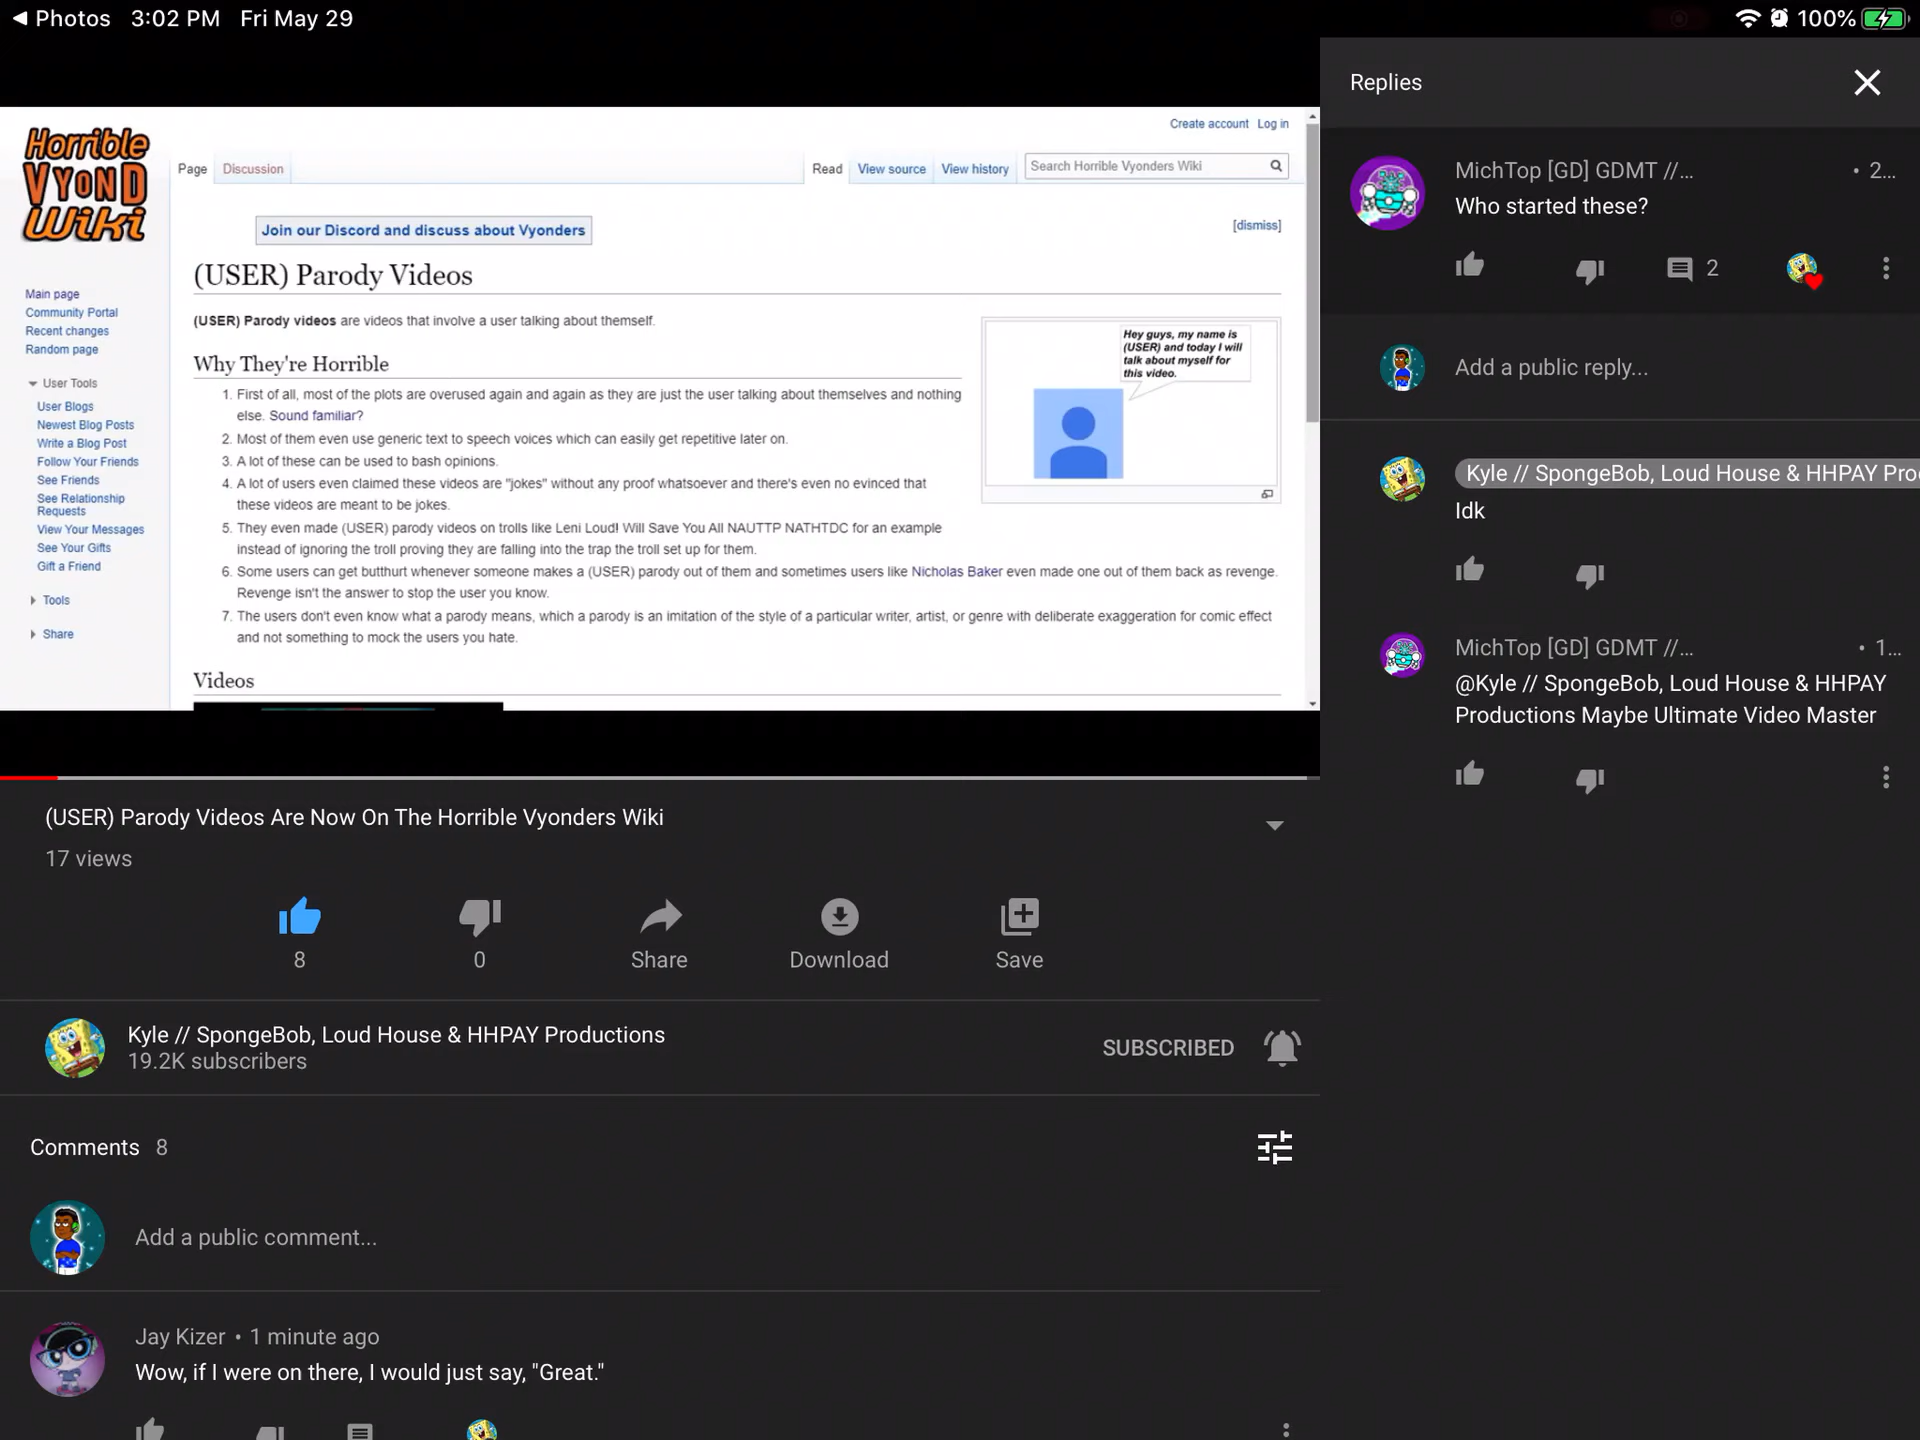 Photos 3:02 PM Fri May 29
100%
Horrible
VYOND
Wiki
Create account Log in
Page Discussion Read View source View history Search Horrible Vyonders Wiki
Join our Discord and discuss about Vyonders
[dismiss]
(USER) Parody Videos
(USER) Parody videos are videos that involve a user talking about themself.
Why They're Horrible
1. First of all, most of the plots are overused again and again as they are just the user talking about themselves and nothing
else. Sound familiar?
2. Most of them even use generic text to speech voices which can easily get repetitive later on.
3. A lot of these can be used to bash opinions.
4. A lot of users even claimed these videos are "jokes" without any proof whatsoever and there's even no evinced that
these videos are meant to be jokes.
5. They even made (USER) parody videos on trolls like Leni Loud! Will Save You All NAUTTP NATHTDC for an example
instead of ignoring the troll proving they are falling into the trap the troll set up for them.
6. Some users can get butthurt whenever someone makes a (USER) parody out of them and sometimes users like Nicholas Baker even made one out of them back as revenge.
Revenge isn't the answer to stop the user you know.
7. The users don't even know what a parody means, which a parody is an imitation of the style of a particular writer, artist, or genre with deliberate exaggeration for comic effect
and not something to mock the users you hate.
Videos
Hey guys, my name is
(USER) and today I will
talk about myself for
this video.
Main page
Community Portal
Recent changes
Random page
User Tools
User Blogs
Newest Blog Posts
Write a Blog Post
Follow Your Friends
See Friends
See Relationship
Requests
View Your Messages
See Your Gifts
Gift a Friend
Tools
Share
(USER) Parody Videos Are Now On The Horrible Vyonders Wiki
17 views
8 0 Share Download Save
Kyle // SpongeBob, Loud House & HHPAY Productions
19.2K subscribers
SUBSCRIBED
Comments 8
Add a public comment...
Jay Kizer • 1 minute ago
Wow, if I were on there, I would just say, "Great."
Replies
MichTop [GD] GDMT //... • 2...
Who started these?
2
Add a public reply...
Kyle // SpongeBob, Loud House & HHPAY Pro
Idk
MichTop [GD] GDMT //... • 1...
@Kyle // SpongeBob, Loud House & HHPAY
Productions Maybe Ultimate Video Master